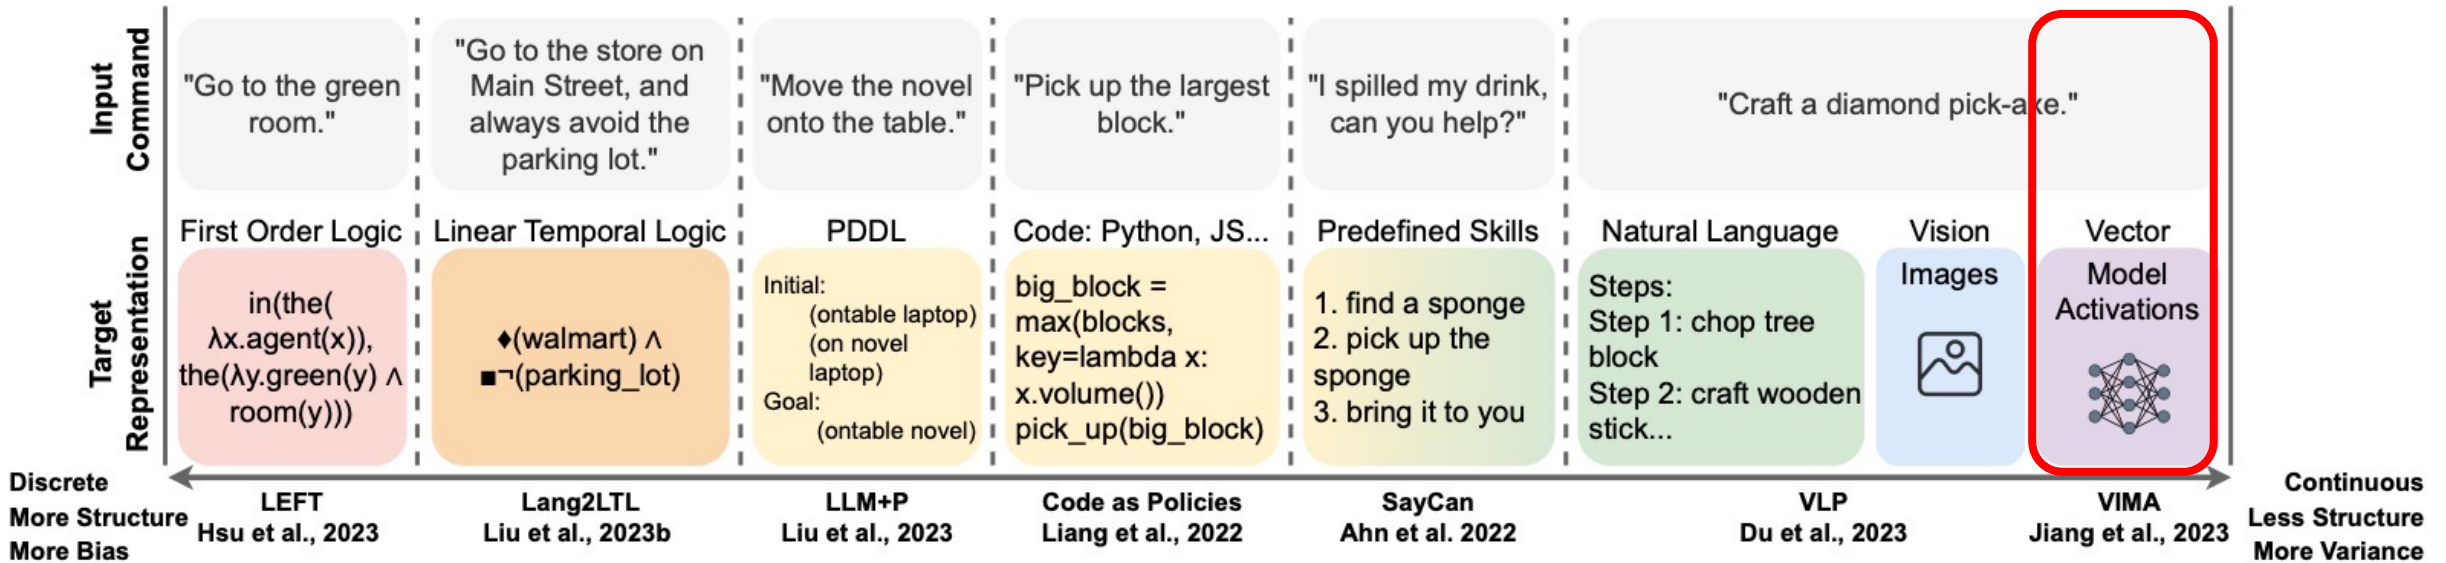 Input
Command
"Go to the green
room."
"Go to the store on
Main Street, and
always avoid the
parking lot."
"Move the novel
onto the table."
"Pick up the largest
block."
"I spilled my drink,
can you help?"
"Craft a diamond pick-axe."
Target
Representation
First Order Logic
in(the(
λx.agent(x)),
the(λy.green(y) ∧
room(y)))
Linear Temporal Logic
♦(walmart) ∧
■¬(parking_lot)
PDDL
Initial:
(ontable laptop)
(on novel
laptop)
Goal:
(ontable novel)
Code: Python, JS...
big_block =
max(blocks,
key=lambda x:
x.volume())
pick_up(big_block)
Predefined Skills
1. find a sponge
2. pick up the
sponge
3. bring it to you
Natural Language
Steps:
Step 1: chop tree
block
Step 2: craft wooden
stick...
Vision
Images
Vector
Model
Activations
Discrete
More Structure
More Bias
LEFT
Hsu et al., 2023
Lang2LTL
Liu et al., 2023b
LLM+P
Liu et al., 2023
Code as Policies
Liang et al., 2022
SayCan
Ahn et al. 2022
VLP
Du et al., 2023
VIMA
Jiang et al., 2023
Continuous
Less Structure
More Variance